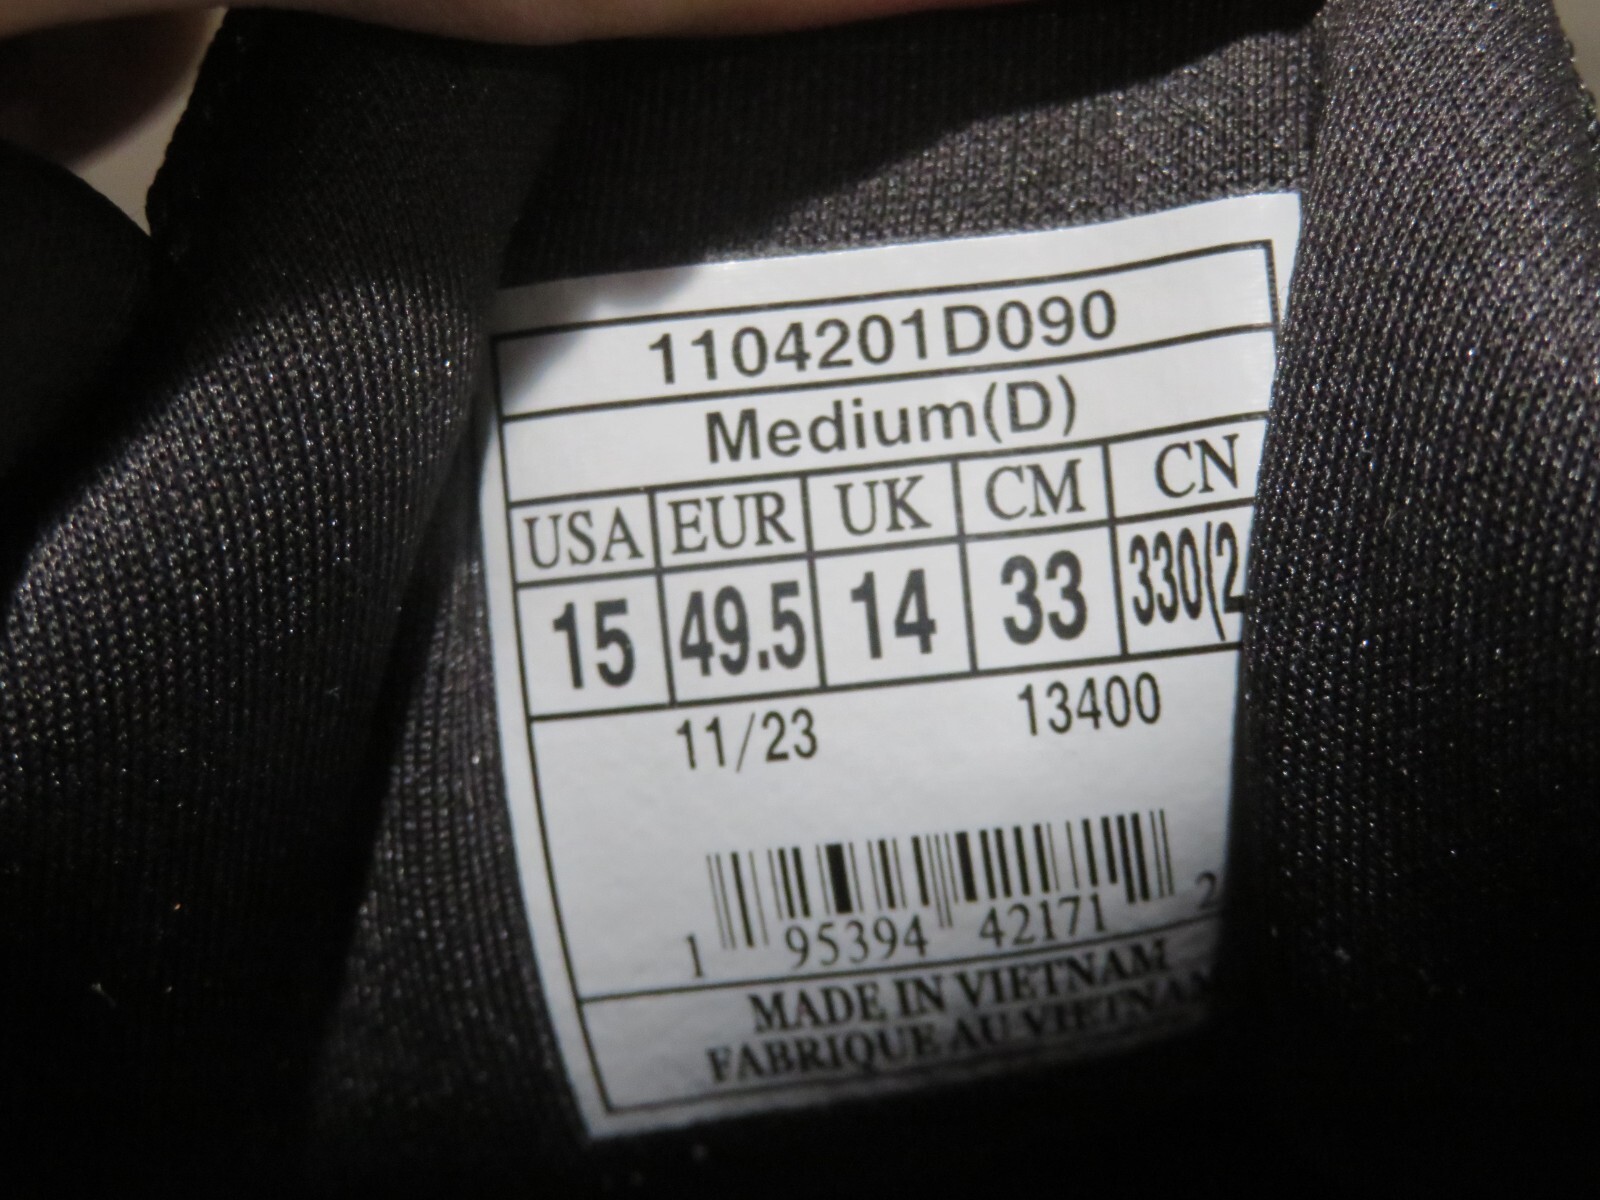 1104201D090
Medium(D)
USA EUR UK CM CN
15 49.5 14 33 330(2
11/23 13400
1 95394 42171 2
MADE IN VIETNAM
FABRIQUE AU VIETNAM